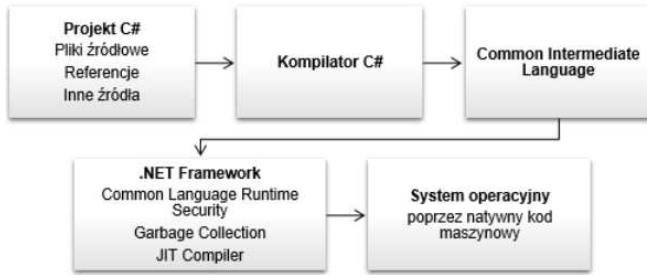 Projekt C#
Pliki źródłowe
Referencje
Inne źródła
Kompilator C#
Common Intermediate
Language
.NET Framework
Common Language Runtime
Security
Garbage Collection
JIT Compiler
System operacyjny
poprzez natywny kod
maszynowy